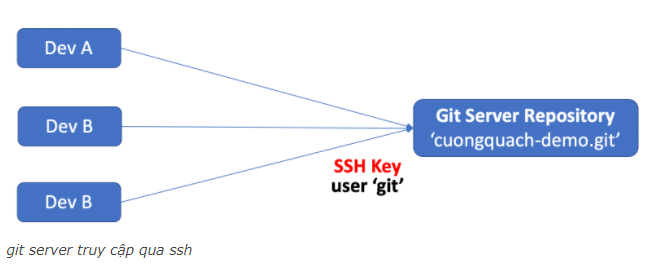 Dev A
Dev B
Dev B
Git Server Repository
‘cuongquach-demo.git’
SSH Key
user ‘git’
git server truy cập qua ssh